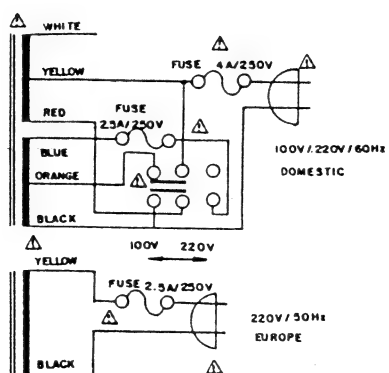 WHITE
YELLOW
FUSE 4A/250V
RED
FUSE
2.5A/250V
BLUE
100V/.220V/60Hz
DOMESTIC
ORANGE
BLACK
100V 220V
YELLOW
FUSE 2.5A/250V
220V/50Hz
EUROPE
BLACK